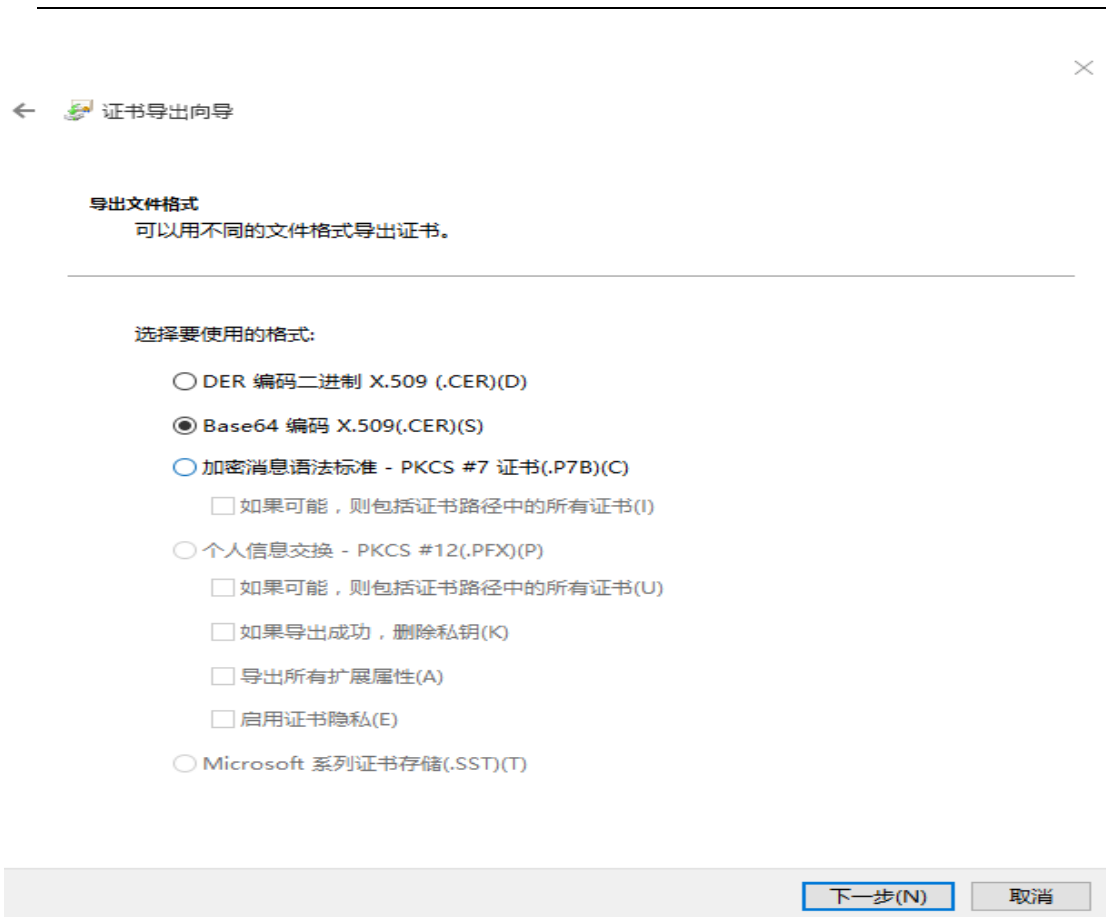 证书导出向导
导出文件格式
可以用不同的文件格式导出证书。
选择要使用的格式:
DER 编码二进制 X.509 (.CER)(D)
Base64 编码 X.509(.CER)(S)
加密消息语法标准 - PKCS #7 证书(.P7B)(C)
如果可能，则包括证书路径中的所有证书(I)
个人信息交换 - PKCS #12(.PFX)(P)
如果可能，则包括证书路径中的所有证书(U)
如果导出成功，删除私钥(K)
导出所有扩展属性(A)
启用证书隐私(E)
Microsoft 系列证书存储(.SST)(T)
下一步(N) 取消